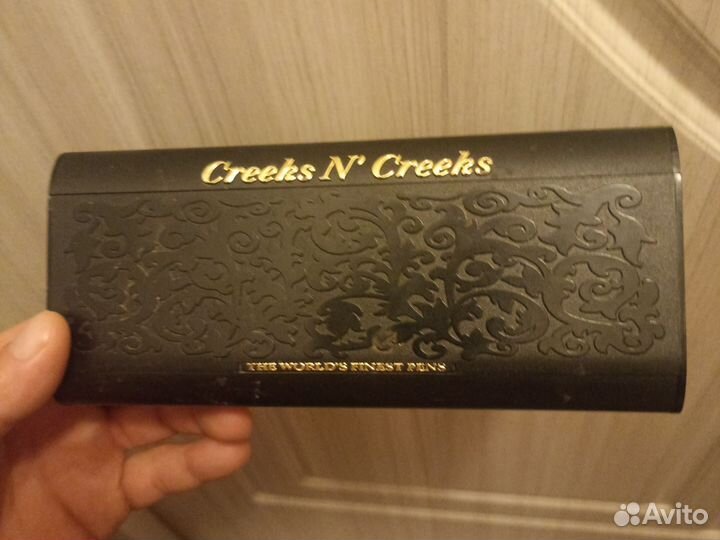 Creeks N' Creeks
THE WORLD'S FINEST PENS
Avito